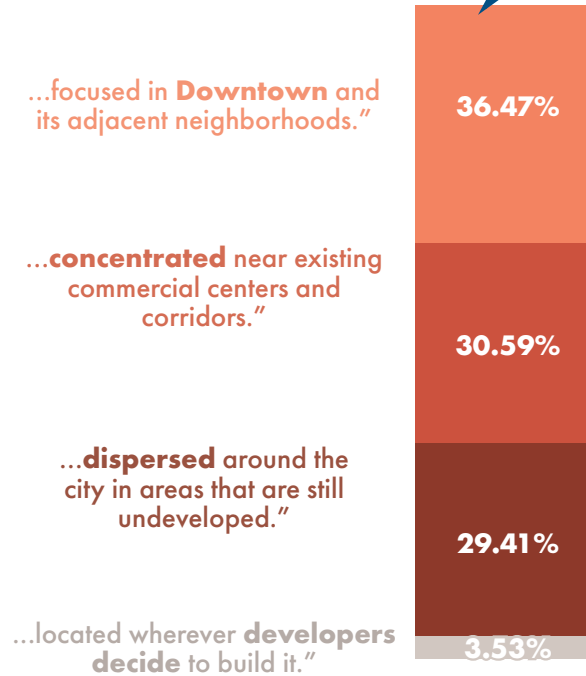 ...focused in Downtown and
its adjacent neighborhoods.”
36.47%
...concentrated near existing
commercial centers and
corridors.”
30.59%
...dispersed around the
city in areas that are still
undeveloped.”
29.41%
...located wherever developers
decide to build it.”
3.53%